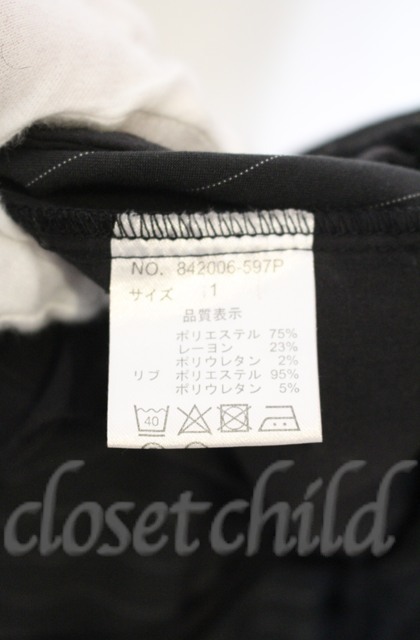 NO. 842006-597P
サイズ 1
品質表示
ポリエステル 75%
レーヨン 23%
ポリウレタン 2%
リブ ポリエステル 95%
ポリウレタン 5%
40
closet child